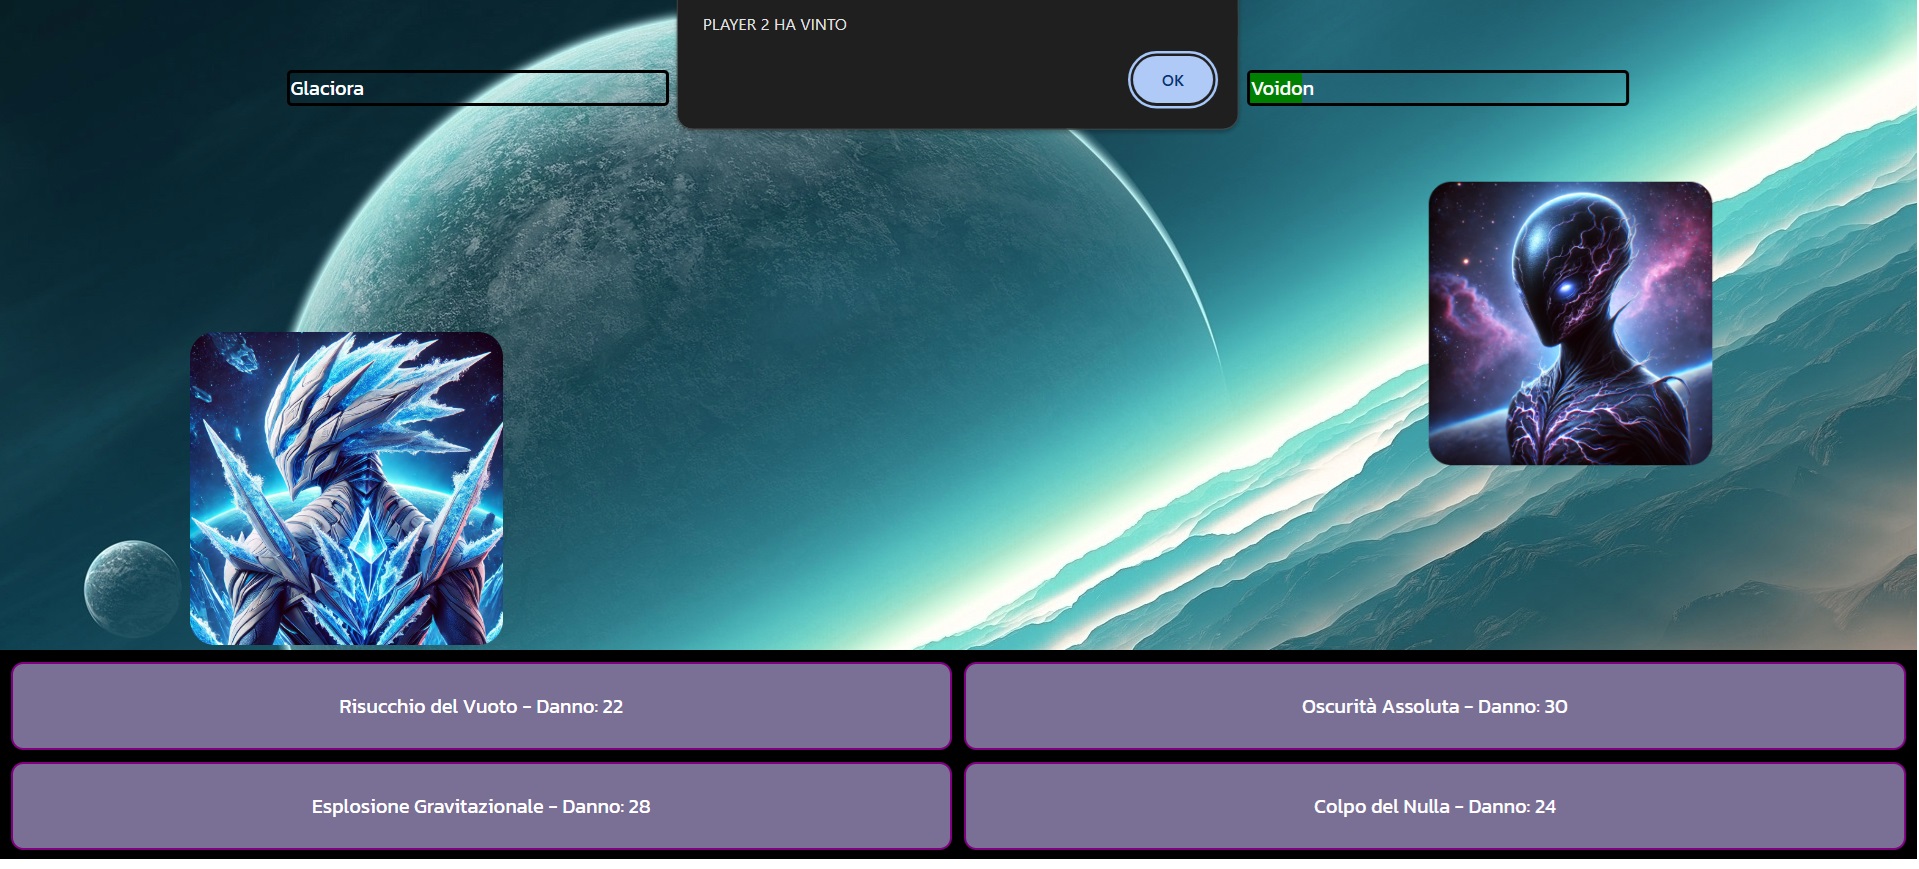 PLAYER 2 HA VINTO
OK
Glaciora
Voidon
Risucchio del Vuoto - Danno: 22
Oscurità Assoluta - Danno: 30
Esplosione Gravitazionale - Danno: 28
Colpo del Nulla - Danno: 24